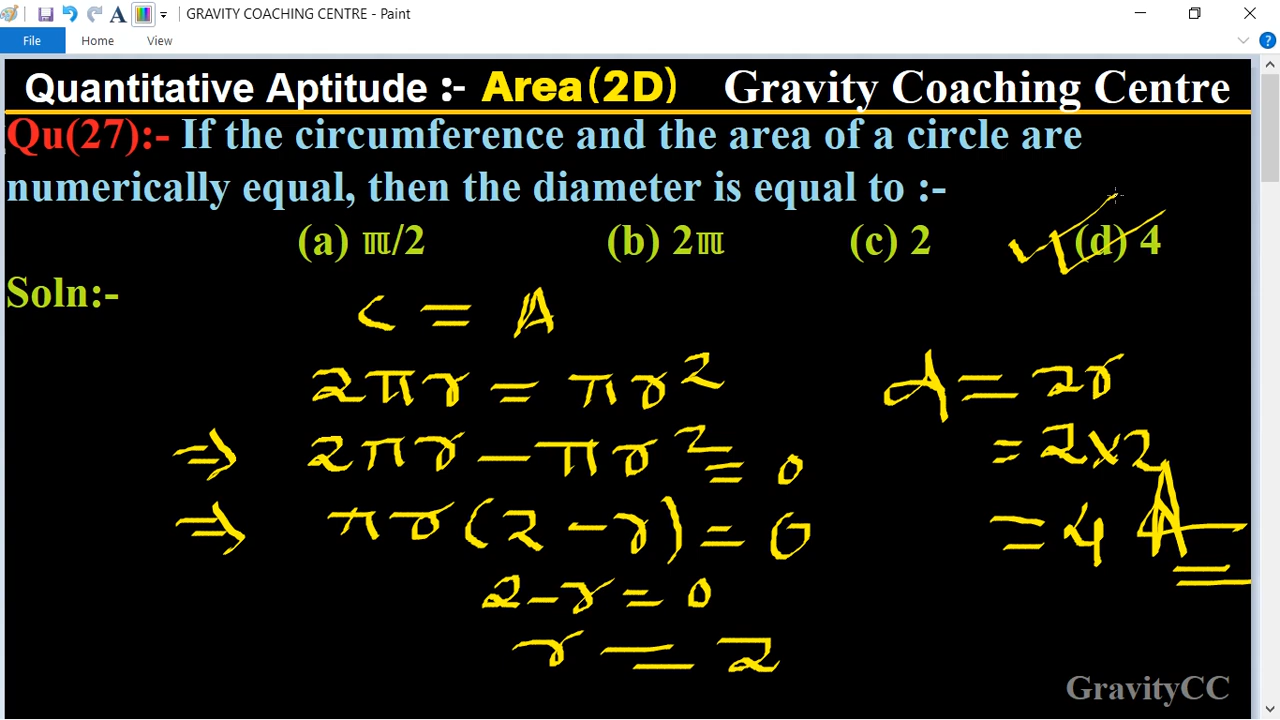 GRAVITY COACHING CENTRE - Paint
File Home View
Quantitative Aptitude :- Area(2D) Gravity Coaching Centre
Qu(27):- If the circumference and the area of a circle are
numerically equal, then the diameter is equal to :-
(a) π/2 (b) 2π (c) 2 (d) 4
Soln:-
C = A
2πr = πr²
⇒ 2πr - πr² = 0
⇒ πr(2 - r) = 0
2 - r = 0
r = 2
d = 2r
= 2×2
= 4 A
GravityCC